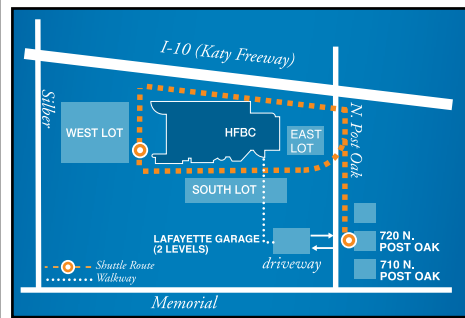 I-10 (Katy Freeway)
Silber
N. Post Oak
WEST LOT
HFBC
EAST
LOT
SOUTH LOT
LAFAYETTE GARAGE
(2 LEVELS)
driveway
720 N.
POST OAK
710 N.
POST OAK
Shuttle Route
Walkway
Memorial